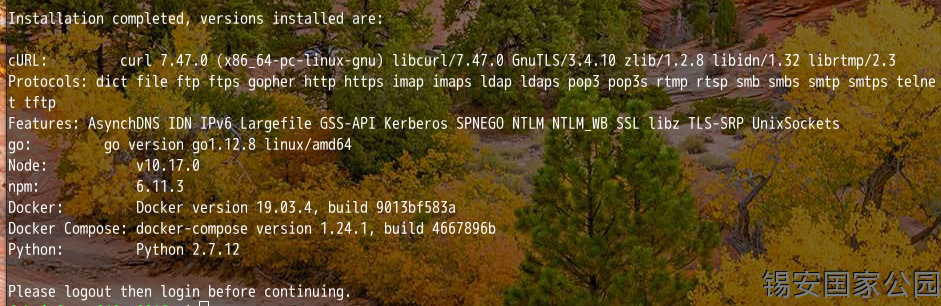 Installation completed, versions installed are:
cURL: curl 7.47.0 (x86_64-pc-linux-gnu) libcurl/7.47.0 GnuTLS/3.4.10 zlib/1.2.8 libidn/1.32 librtmp/2.3
Protocols: dict file ftp ftps gopher http https imap imaps ldap ldaps pop3 pop3s rtmp rtsp smb smbs smtp smtps telne
t tftp
Features: AsynchDNS IDN IPv6 Largefile GSS-API Kerberos SPNEGO NTLM NTLM_WB SSL libz TLS-SRP UnixSockets
go: go version go1.12.8 linux/amd64
Node: v10.17.0
npm: 6.11.3
Docker: Docker version 19.03.4, build 9013bf583a
Docker Compose: docker-compose version 1.24.1, build 4667896b
Python: Python 2.7.12
Please logout then login before continuing.
锡安国家公园